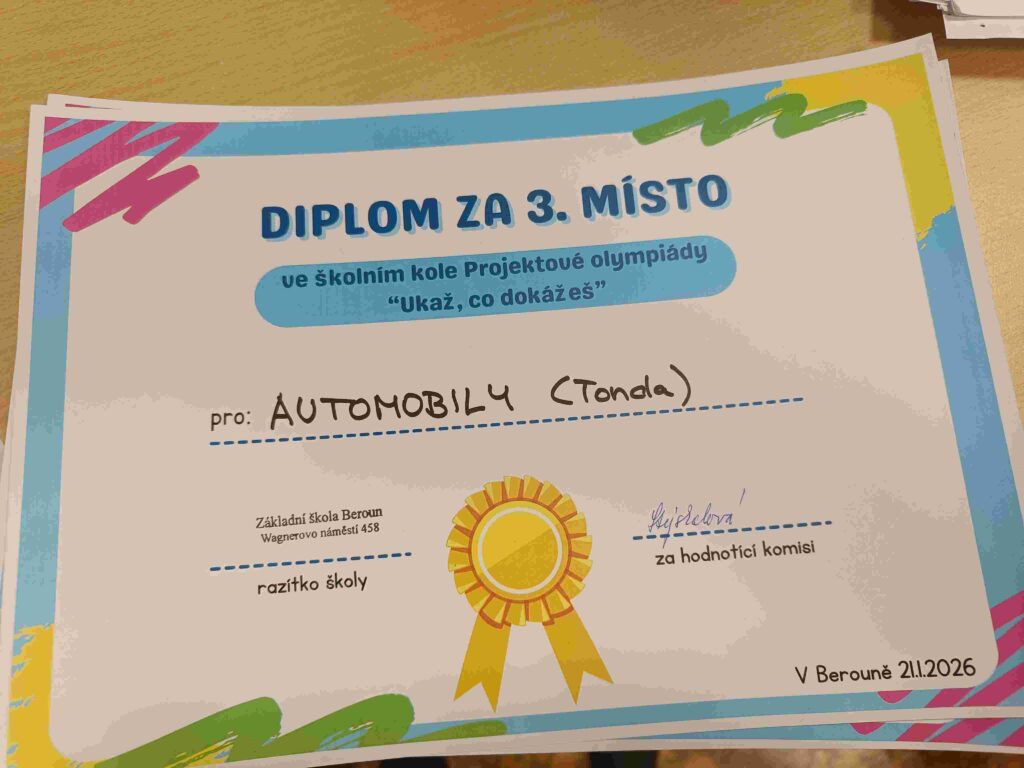 DIPLOM ZA 3. MÍSTO
ve školním kole Projektové olympiády
“Ukaž, co dokážeš”
pro: AUTOMOBILY (Tonda)
Základní škola Beroun
Wagnerovo náměstí 458
razítko školy
za hodnotící komisi
V Berouně 21.1.2026